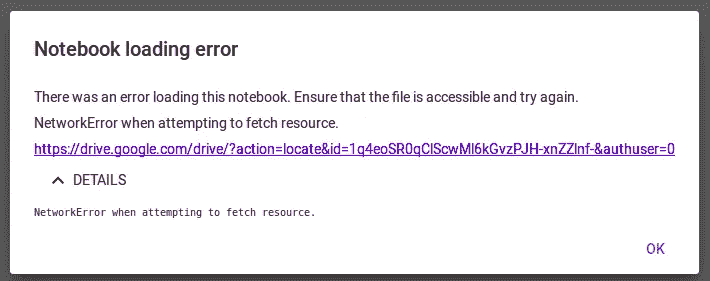 Notebook loading error
There was an error loading this notebook. Ensure that the file is accessible and try again.
NetworkError when attempting to fetch resource.
https://drive.google.com/drive/?action=locate&id=1q4eoSR0qClScwMl6kGvzPJH-xnZZlnf-&authuser=0
DETAILS
NetworkError when attempting to fetch resource.
OK